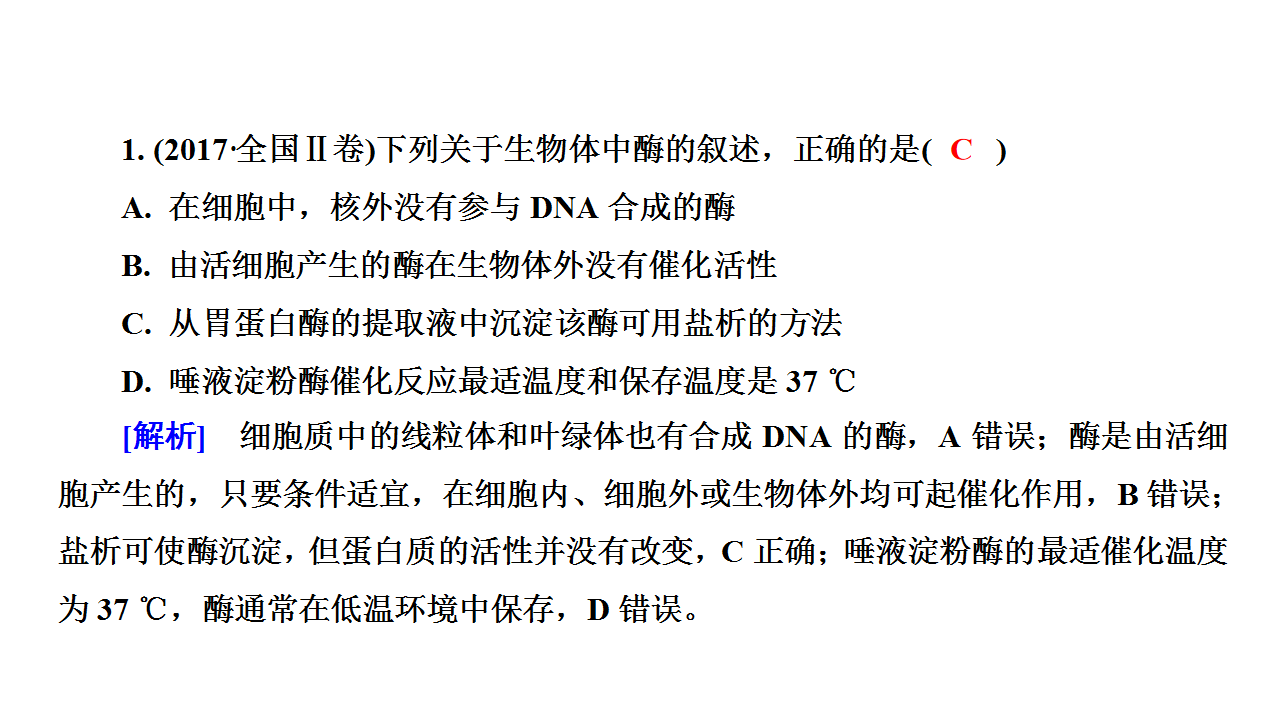 1. (2017·全国Ⅱ卷)下列关于生物体中酶的叙述，正确的是( C )
A. 在细胞中，核外没有参与 DNA 合成的酶
B. 由活细胞产生的酶在生物体外没有催化活性
C. 从胃蛋白酶的提取液中沉淀该酶可用盐析的方法
D. 唾液淀粉酶催化反应最适温度和保存温度是 37 ℃
[解析] 细胞质中的线粒体和叶绿体也有合成 DNA 的酶，A 错误；酶是由活细
胞产生的，只要条件适宜，在细胞内、细胞外或生物体外均可起催化作用，B 错误；
盐析可使酶沉淀，但蛋白质的活性并没有改变，C 正确；唾液淀粉酶的最适催化温度
为 37 ℃，酶通常在低温环境中保存，D 错误。